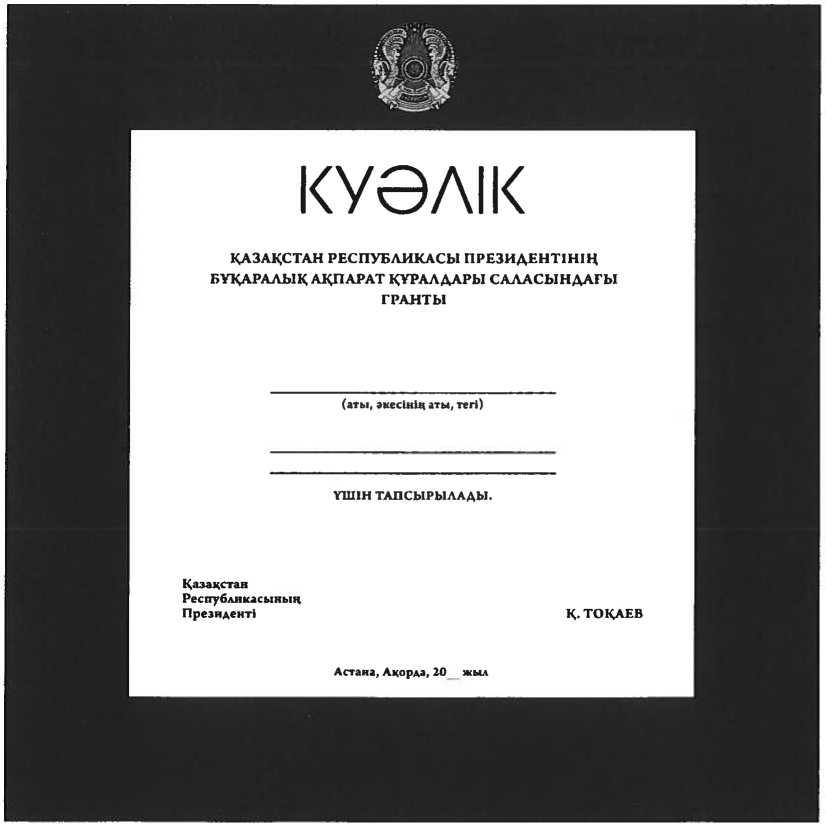 КУӘЛІК
ҚАЗАҚСТАН РЕСПУБЛИКАСЫ ПРЕЗИДЕНТІНІҢ
БҰҚАРАЛЫҚ АҚПАРАТ ҚҰРАЛДАРЫ САЛАСЫНДАҒЫ
ГРАНТЫ
(аты, әкесінің аты, тегі)
ҮШІН ТАПСЫРЫЛАДЫ.
Қазақстан
Республикасының
Президенті
Қ. ТОҚАЕВ
Астана, Ақорда, 20__ жыл